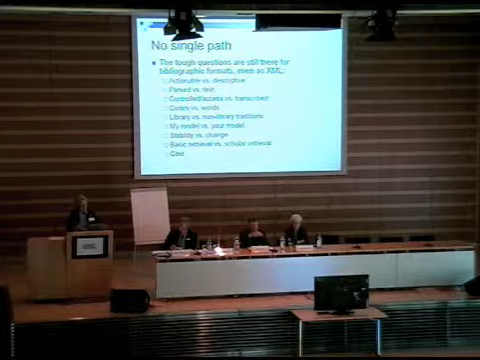 No single path
The tough questions are still there for
bibliographic formats, even as XML:
Actionable vs. descriptive
Parsed vs. text
Controlled/access vs. transcribed
Codes vs. words
Library vs. non-library traditions
My model vs. your model
Stability vs. change
Basic retrieval vs. scholar retrieval
Cost